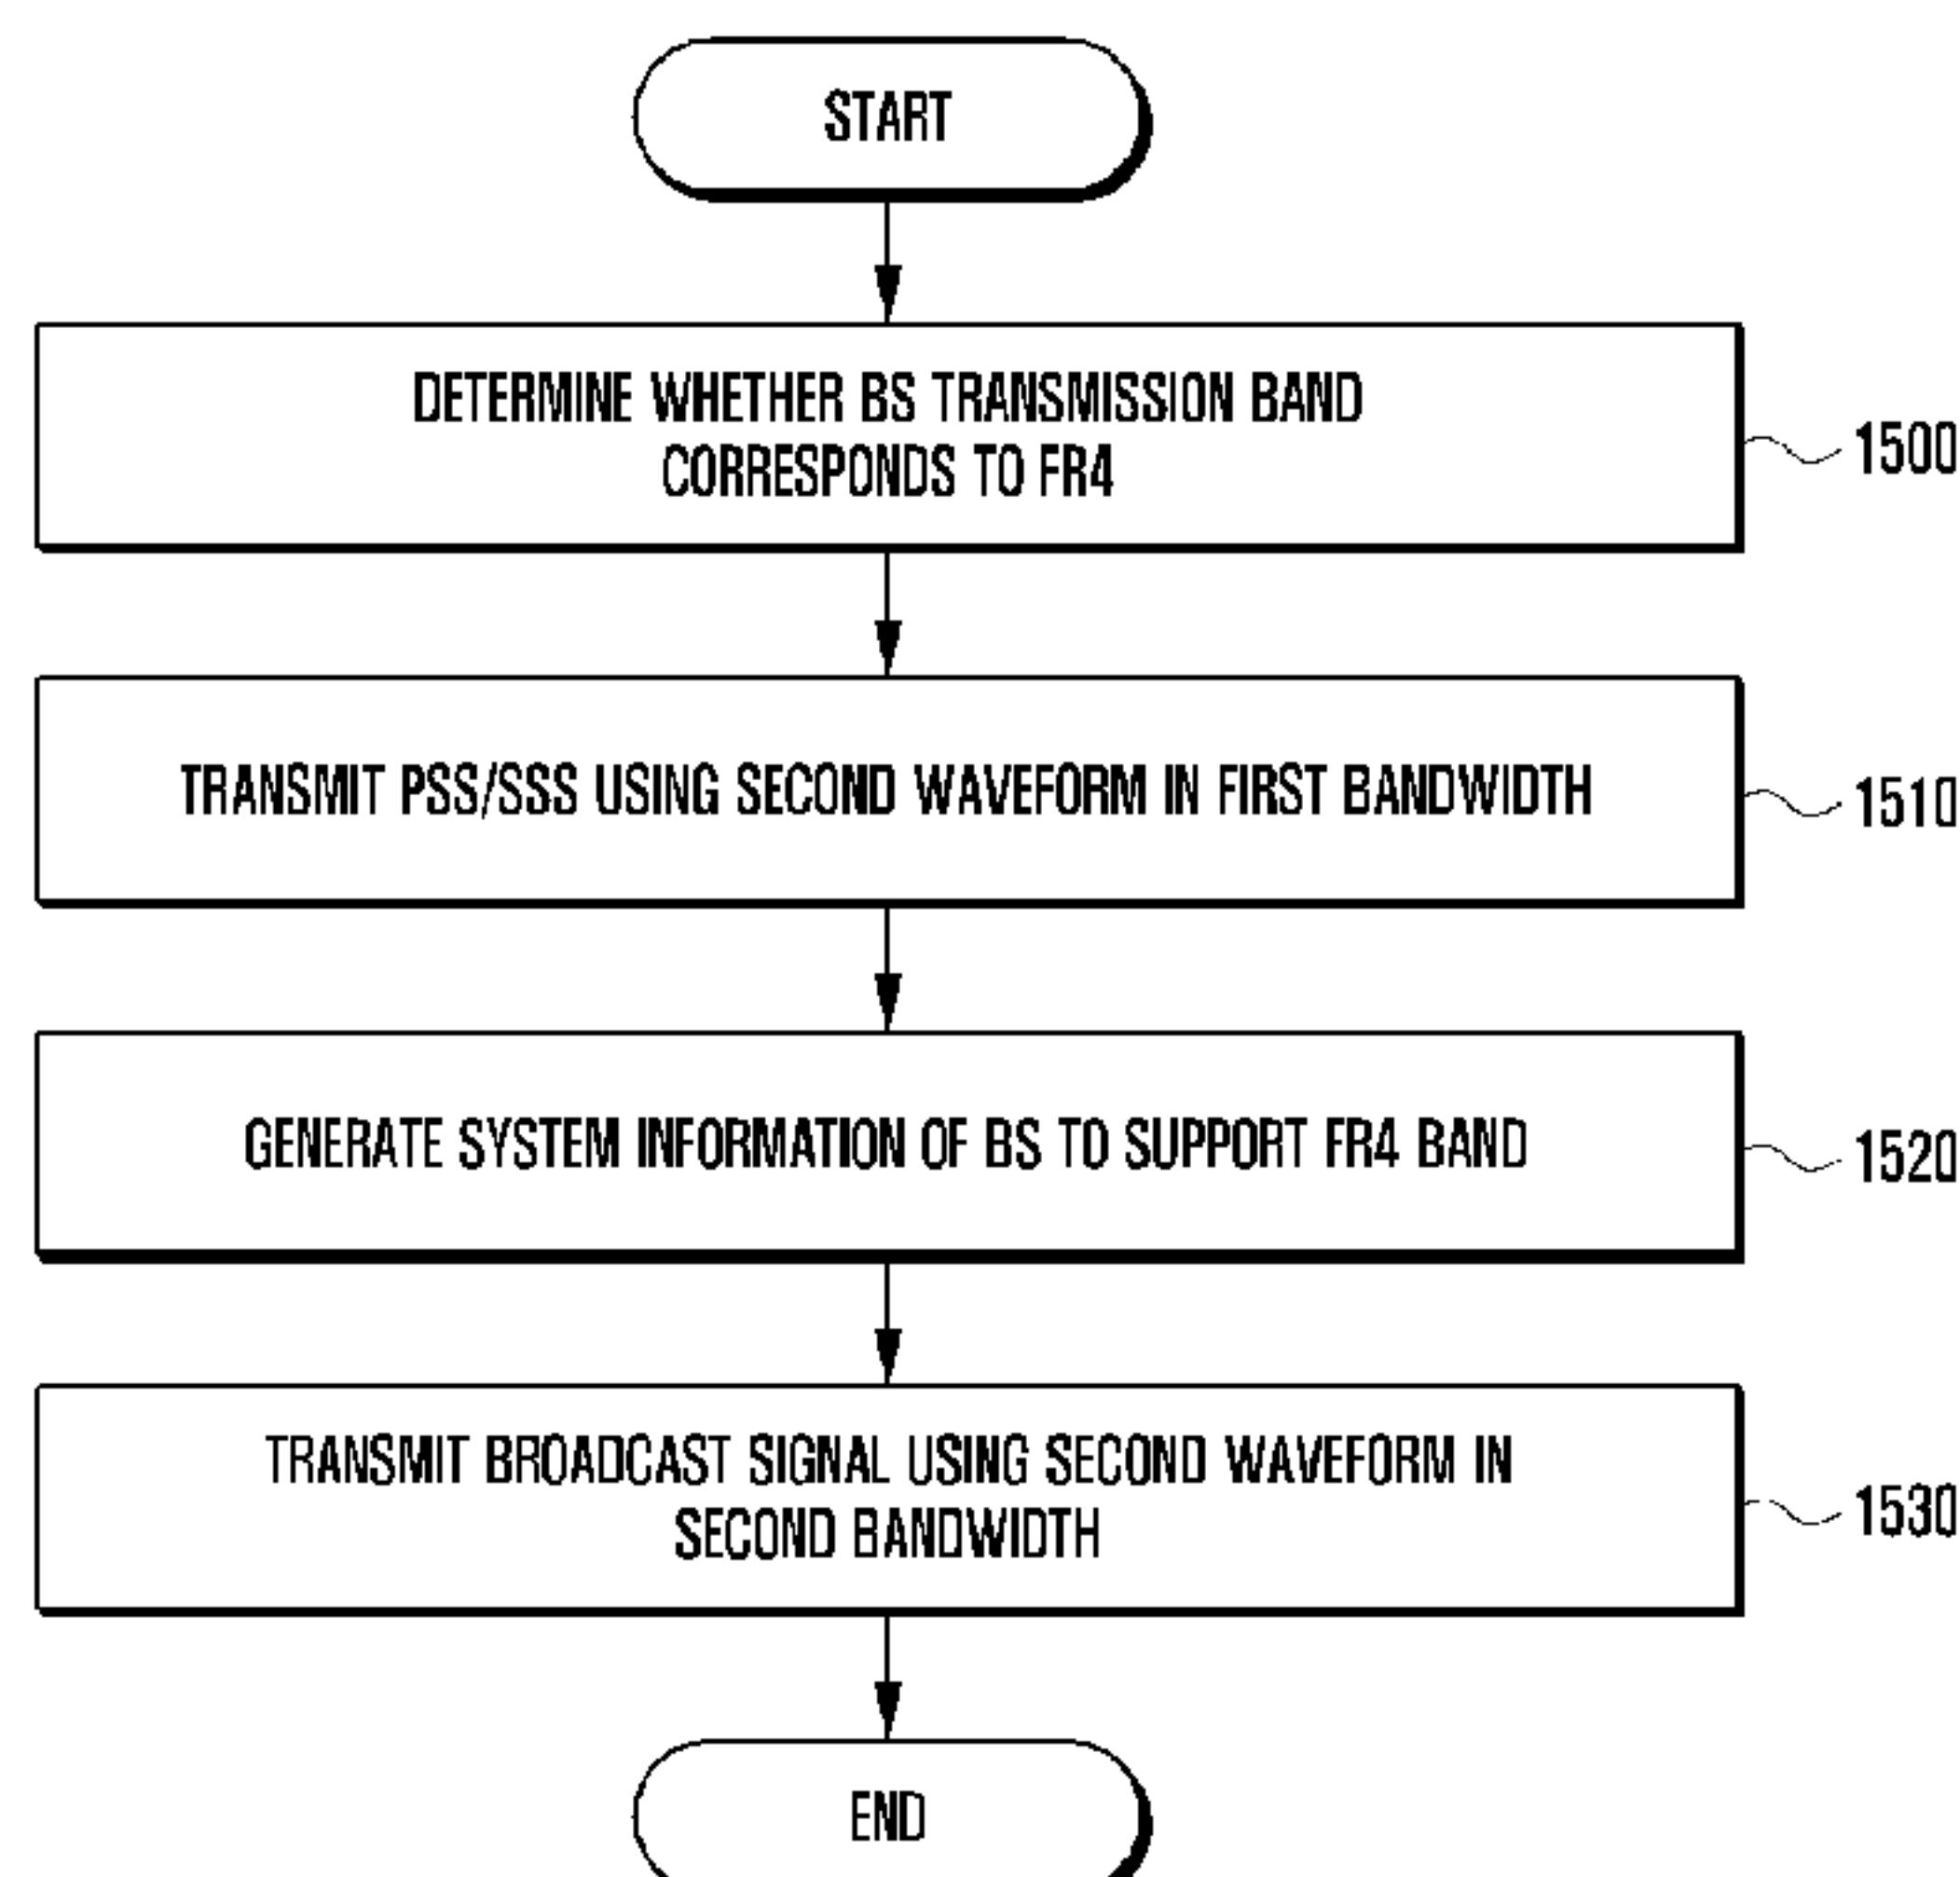 START
DETERMINE WHETHER BS TRANSMISSION BAND
CORRESPONDS TO FR4
1500
TRANSMIT PSS/SSS USING SECOND WAVEFORM IN FIRST BANDWIDTH
1510
GENERATE SYSTEM INFORMATION OF BS TO SUPPORT FR4 BAND
1520
TRANSMIT BROADCAST SIGNAL USING SECOND WAVEFORM IN
SECOND BANDWIDTH
1530
END